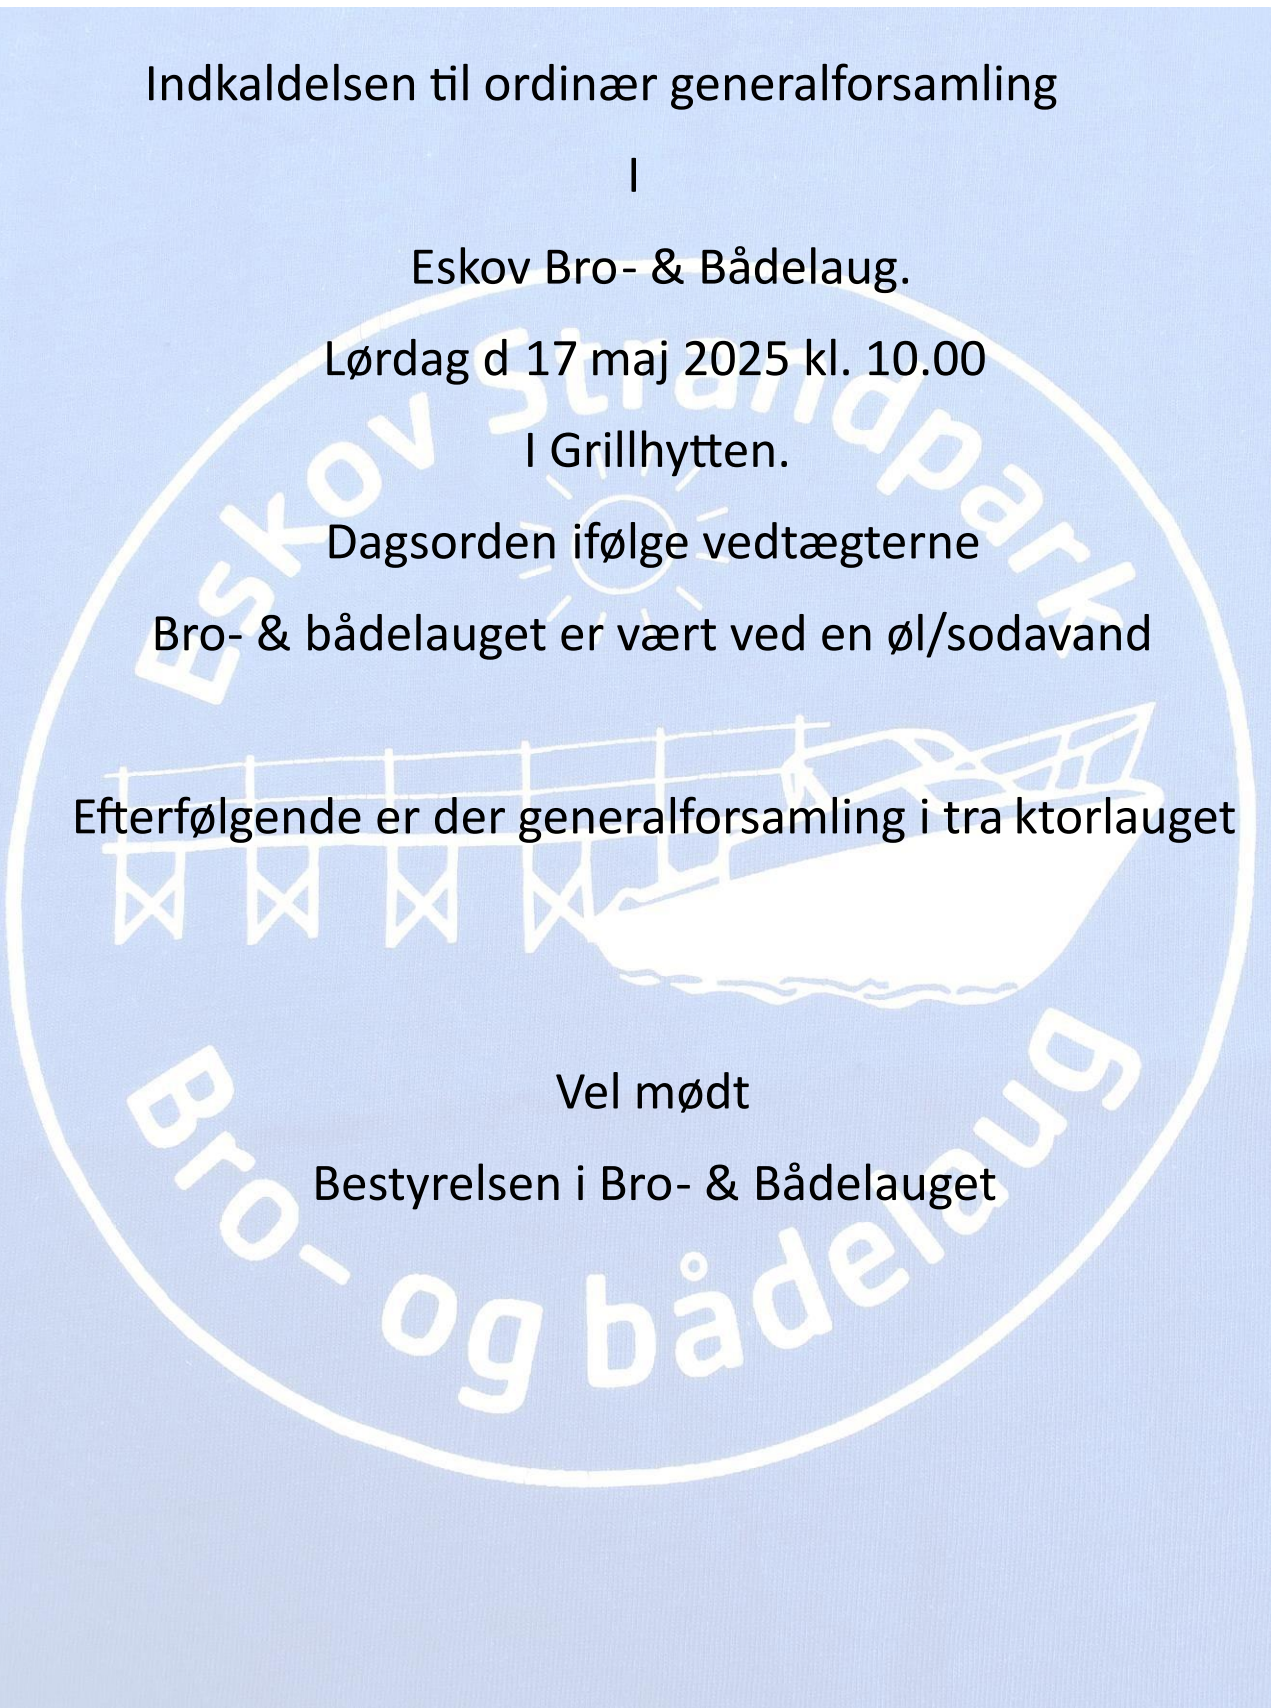 Indkaldelsen til ordinær generalforsamling
I
Eskov Bro- & Bådelaug.
Lørdag d 17 maj 2025 kl. 10.00
I Grillhytten.
Dagsorden ifølge vedtægterne
Bro- & bådelauget er vært ved en øl/sodavand
Efterfølgende er der generalforsamling i tra ktorlauget
Vel mødt
Bestyrelsen i Bro- & Bådelauget
Eskov Strandpark
Bro- og bådelaug